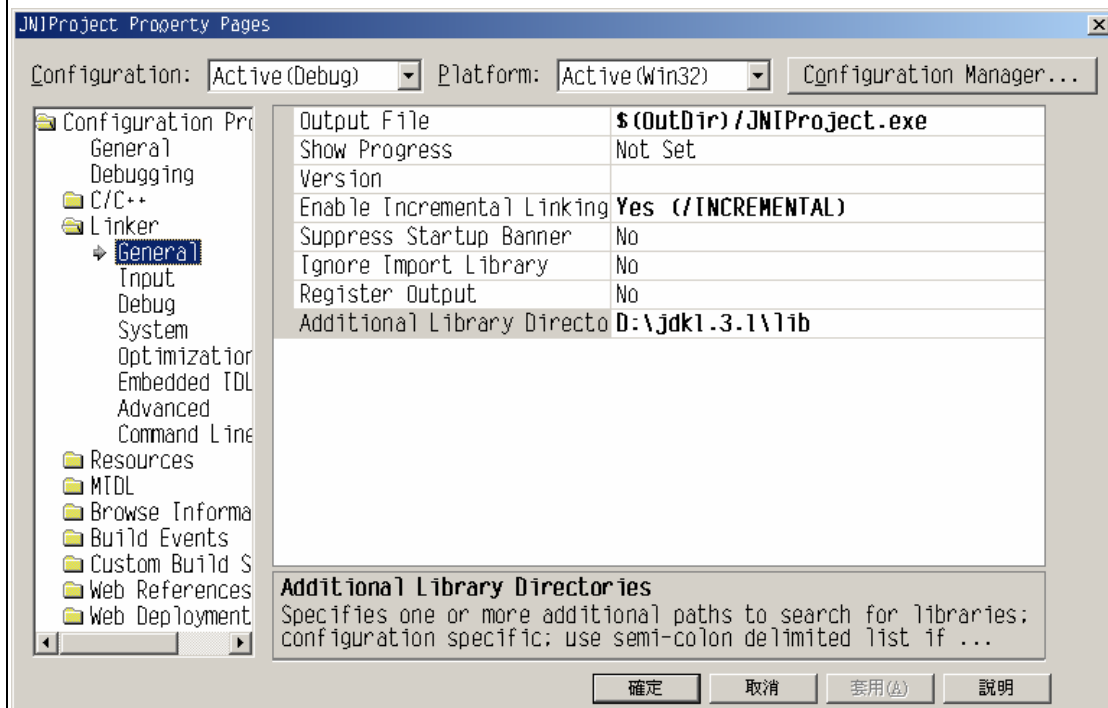 JNIProject Property Pages
Configuration: Active(Debug) Platform: Active(Win32) Configuration Manager...
Configuration Pro
General
Debugging
C/C++
Linker
General
Input
Debug
System
Optimization
Embedded IDL
Advanced
Command Line
Resources
MIDL
Browse Informa
Build Events
Custom Build S
Web References
Web Deployment
Output File $(OutDir)/JNIProject.exe
Show Progress Not Set
Version
Enable Incremental Linking Yes (/INCREMENTAL)
Suppress Startup Banner No
Ignore Import Library No
Register Output No
Additional Library Directo D:\jdk1.3.1\lib
Additional Library Directories
Specifies one or more additional paths to search for libraries;
configuration specific; use semi-colon delimited list if ...
確定 取消 套用(A) 說明